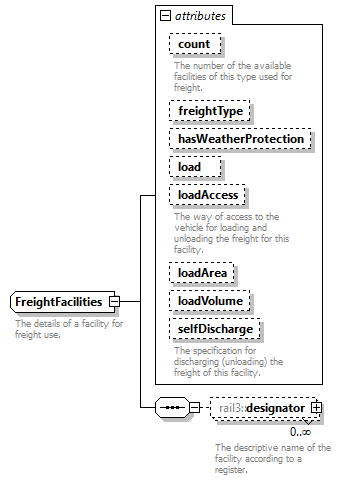 attributes
count
The number of the available
facilities of this type used for
freight.
freightType
hasWeatherProtection
load
loadAccess
The way of access to the
vehicle for loading and
unloading the freight for this
facility.
loadArea
loadVolume
selfDischarge
The specification for
discharging (unloading) the
freight of this facility.
FreightFacilities
The details of a facility for
freight use.
rail3::designator
0..∞
The descriptive name of the
facility according to a
register.